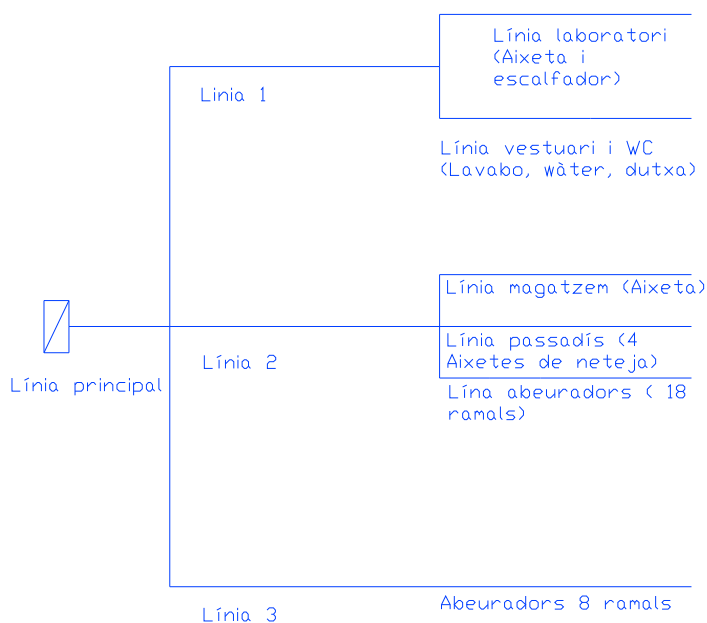 Línia laboratori
(Aixeta i
escalfador)
Linia 1
Línia vestuari i WC
(Lavabo, wàter, dutxa)
Línia magatzem (Aixeta)
Línia passadís (4
Aixetes de neteja)
Línia 2
Línia principal
Lína abeuradors ( 18
ramals)
Abeuradors 8 ramals
Línia 3